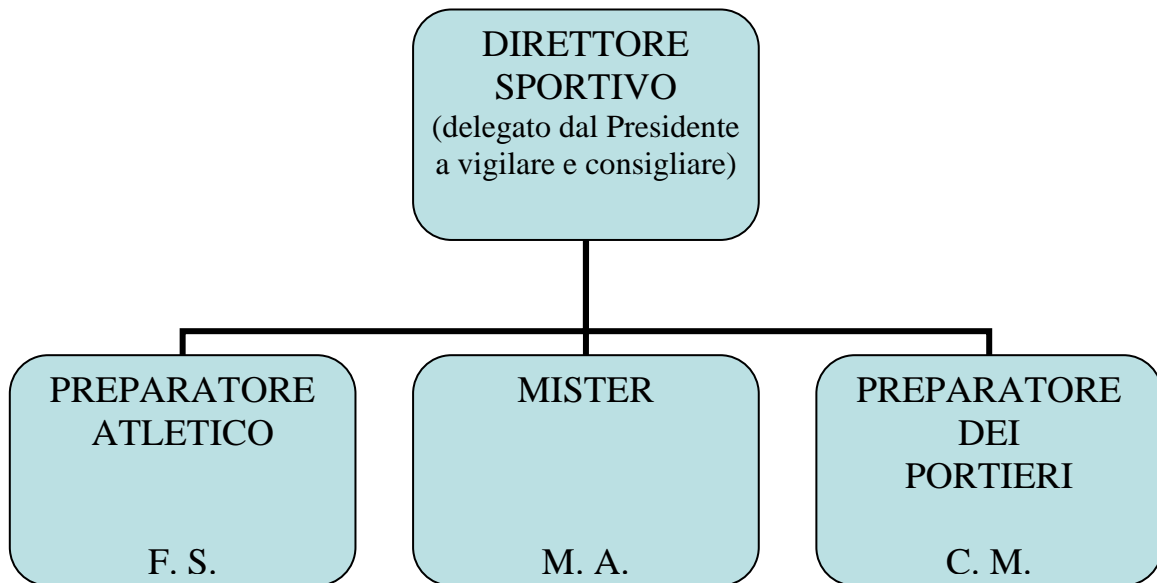 DIRETTORE
SPORTIVO
(delegato dal Presidente
a vigilare e consigliare)
PREPARATORE
ATLETICO
F. S.
MISTER
M. A.
PREPARATORE
DEI
PORTIERI
C. M.